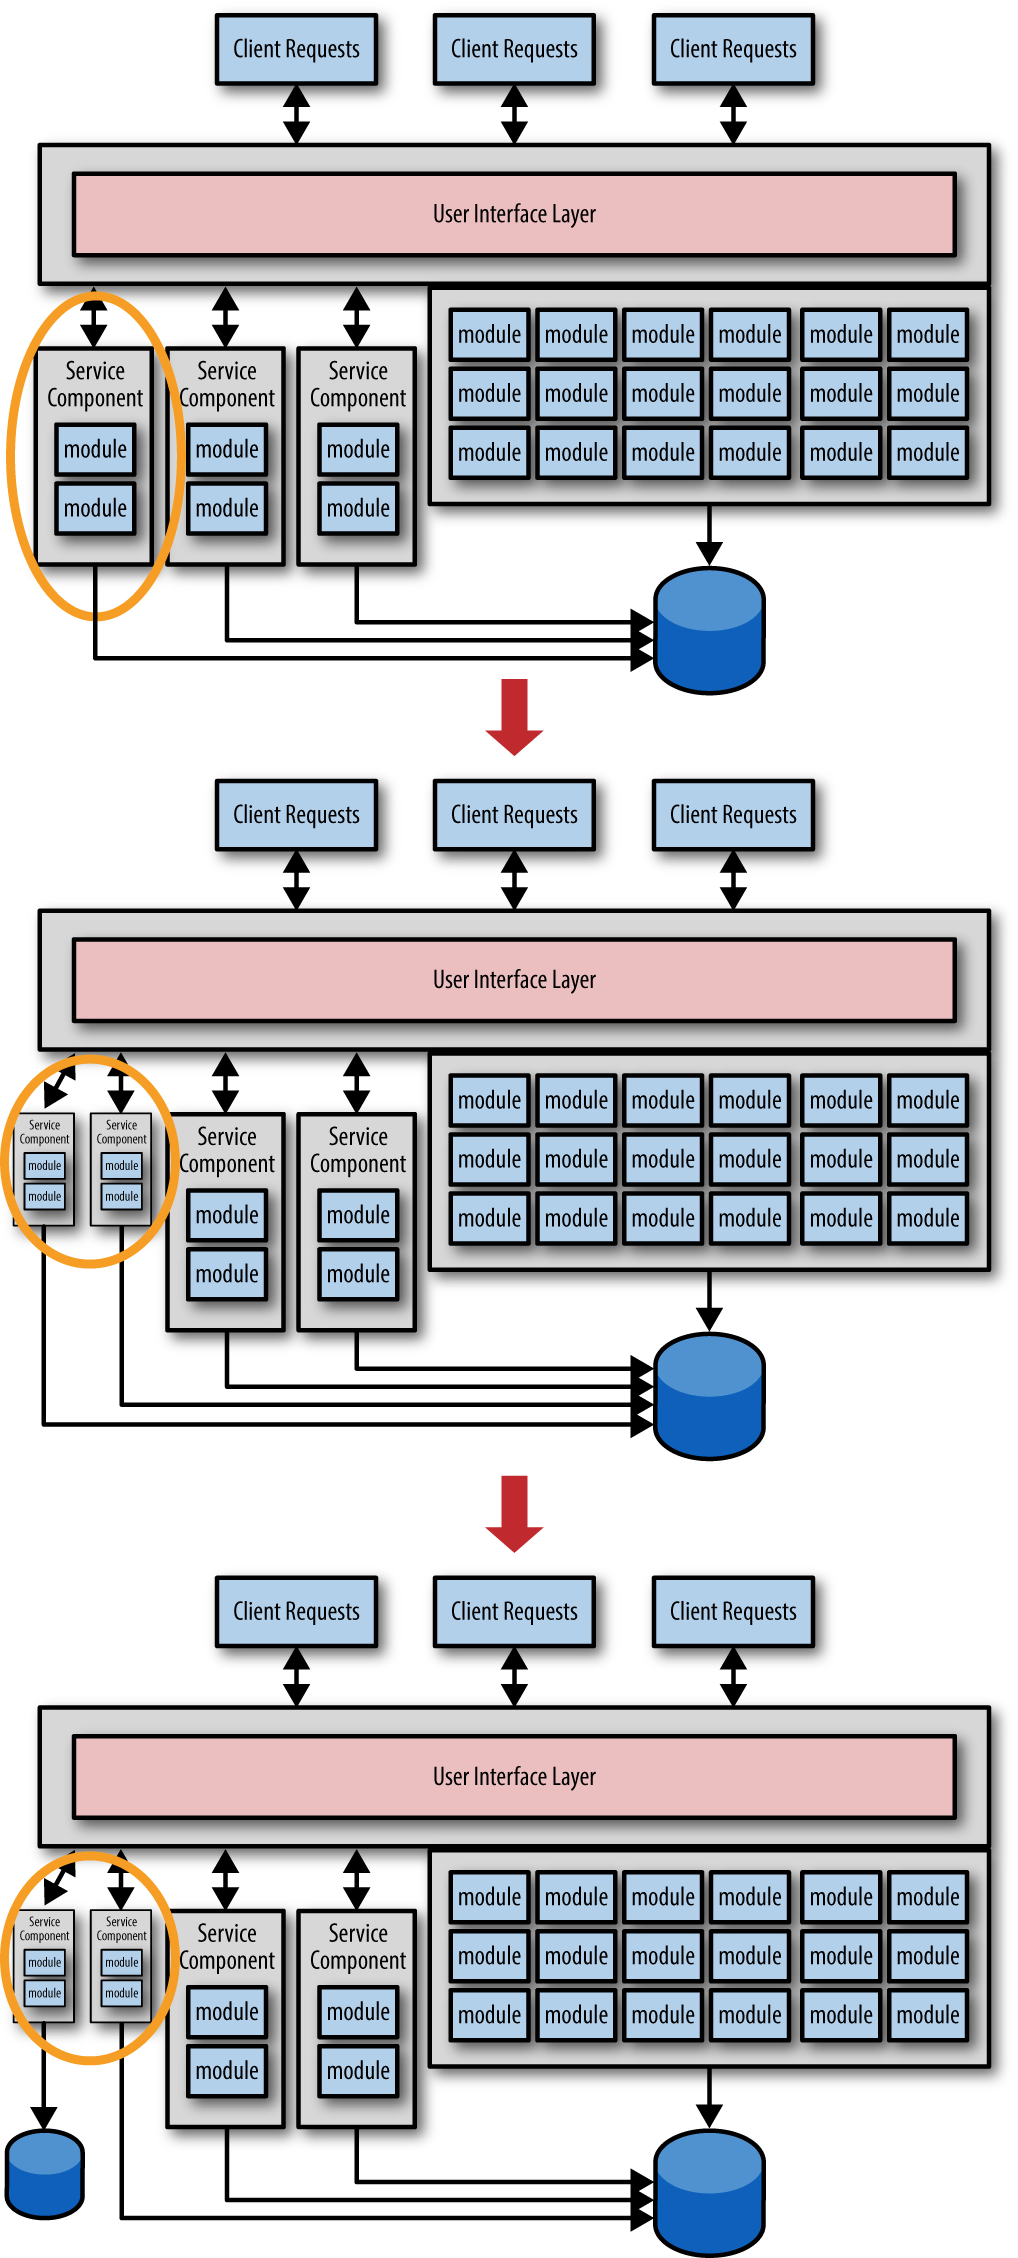 Client Requests Client Requests Client Requests
User Interface Layer
module module module module module module
Service Service Service
Component Component Component
module module module module module module
module module module module module module
module module module
module module module
Client Requests Client Requests Client Requests
User Interface Layer
module module module module module module
Service Service Service Service
Component Component Component Component
module module module module module module
module module
module module
module module module module module module
module module
module module
Client Requests Client Requests Client Requests
User Interface Layer
module module module module module module
Service Service Service Service
Component Component Component Component
module module module module module module
module module
module module
module module module module module module
module module
module module